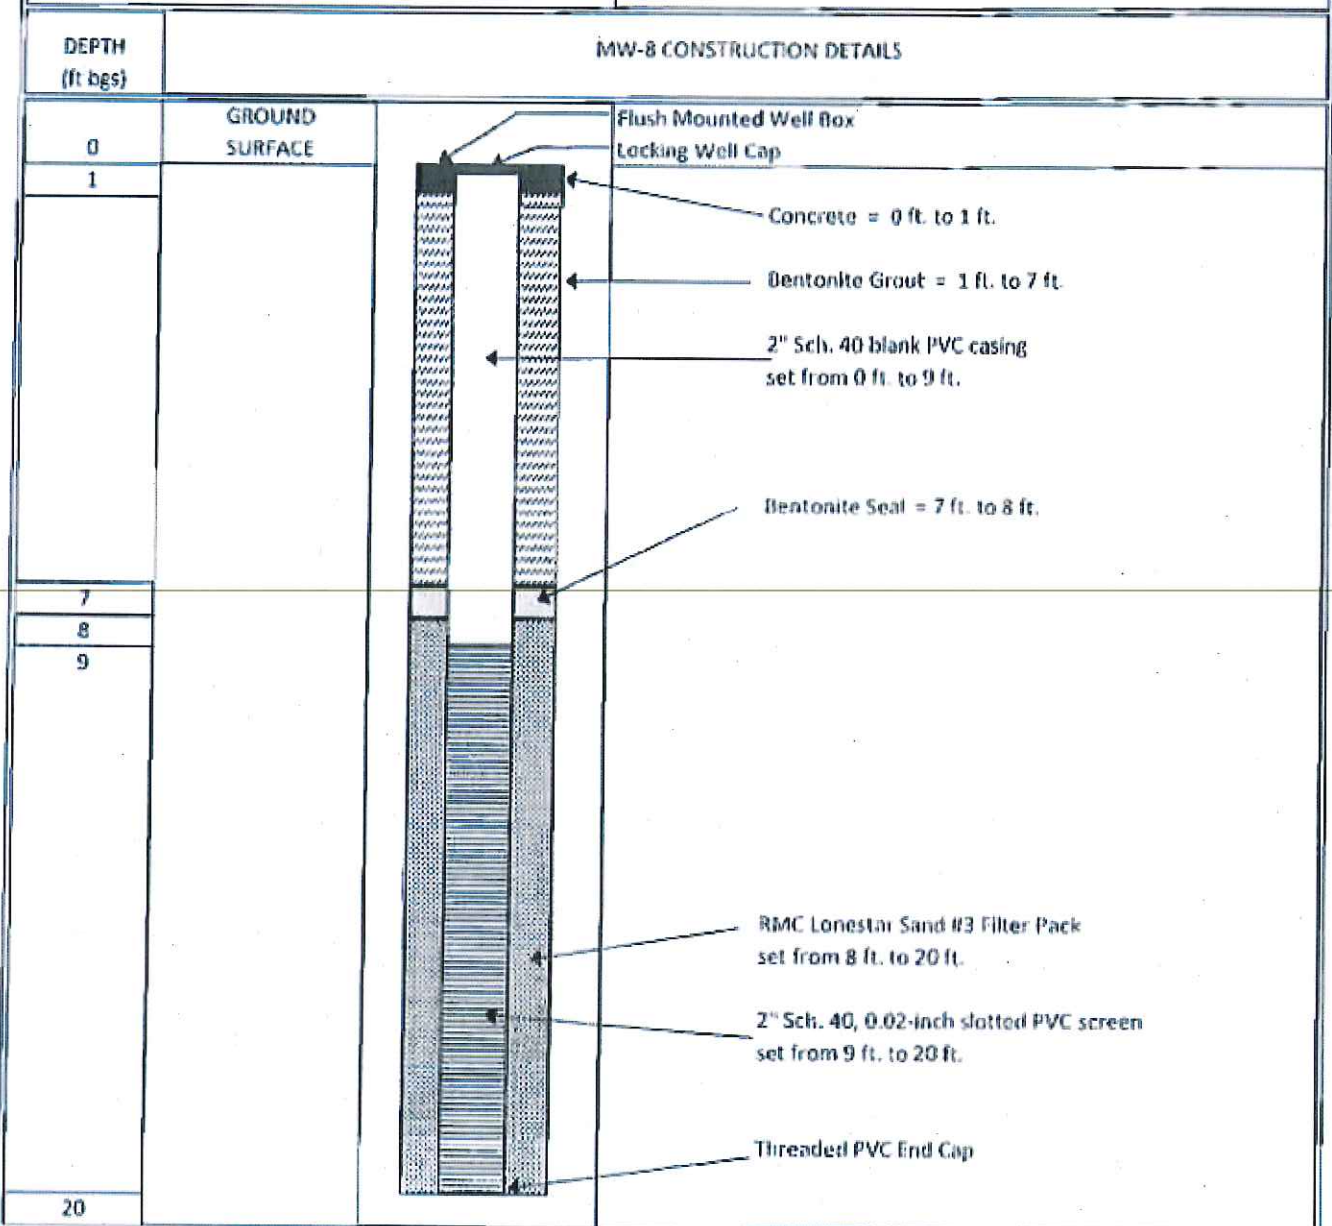 DEPTH
(ft bgs)
MW-8 CONSTRUCTION DETAILS
GROUND
SURFACE
0
1
Flush Mounted Well Box
Locking Well Cap
Concrete = 0 ft. to 1 ft.
Bentonite Grout = 1 ft. to 7 ft.
2" Sch. 40 blank PVC casing
set from 0 ft. to 9 ft.
Bentonite Seal = 7 ft. to 8 ft.
7
8
9
RMC Lonestar Sand #3 Filter Pack
set from 8 ft. to 20 ft.
2" Sch. 40, 0.02-inch slotted PVC screen
set from 9 ft. to 20 ft.
Threaded PVC End Cap
20